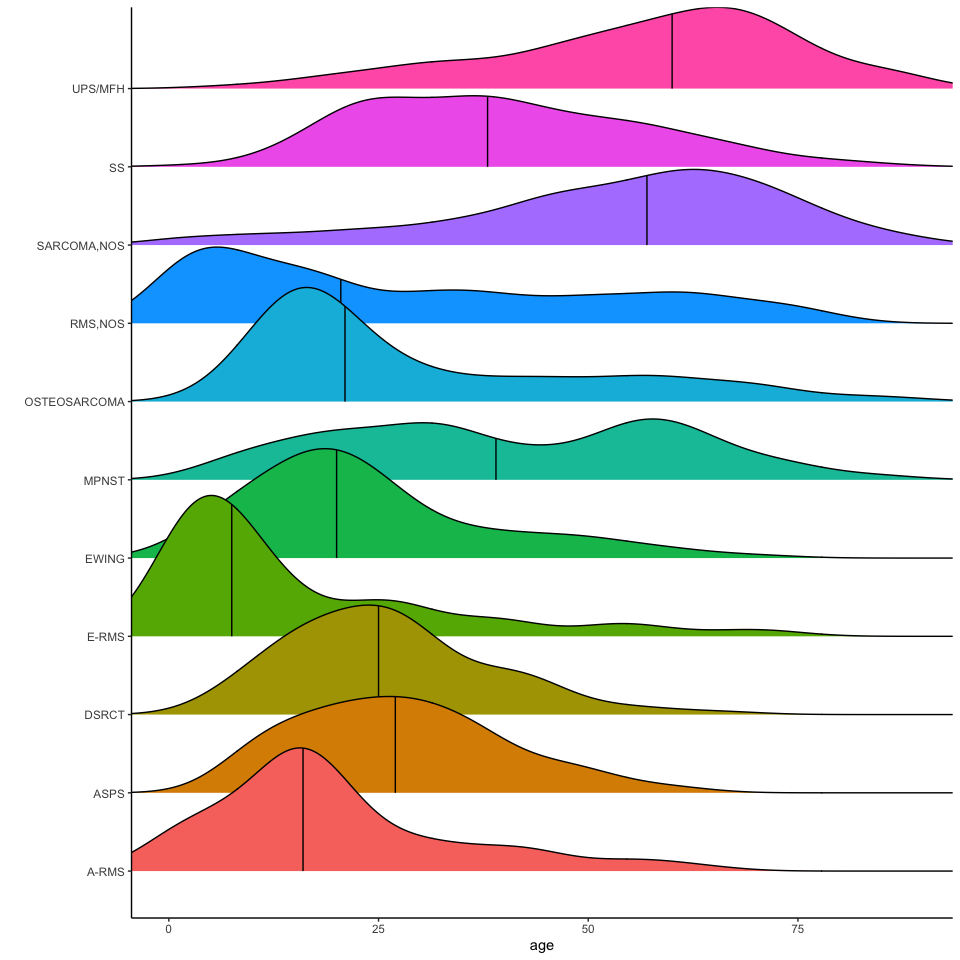 UPS/MFH
SS
SARCOMA,NOS
RMS,NOS
OSTEOSARCOMA
MPNST
EWING
E-RMS
DSRCT
ASPS
A-RMS
0 25 50 75
age